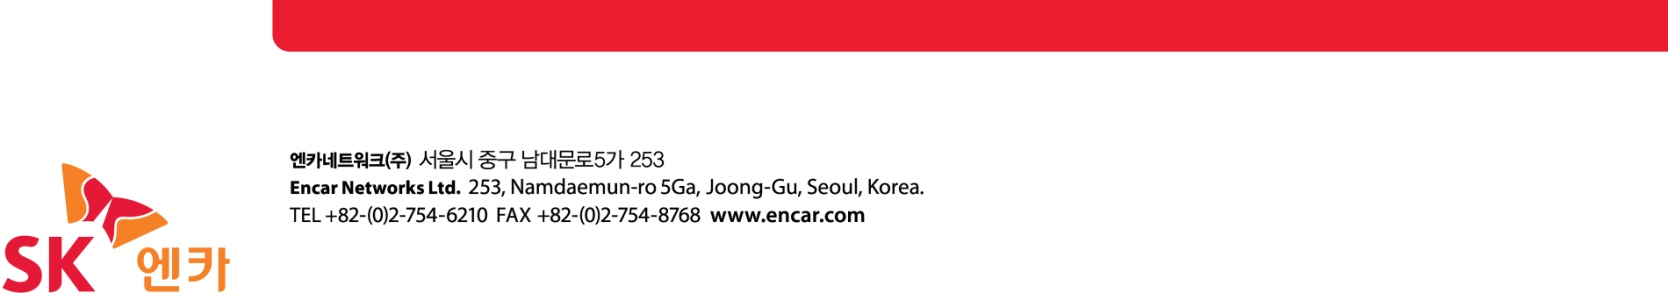 엔카네트워크(주) 서울시 중구 남대문로5가 253
Encar Networks Ltd. 253, Namdaemun-ro 5Ga, Joong-Gu, Seoul, Korea.
TEL +82-(0)2-754-6210 FAX +82-(0)2-754-8768 www.encar.com
SK 엔카